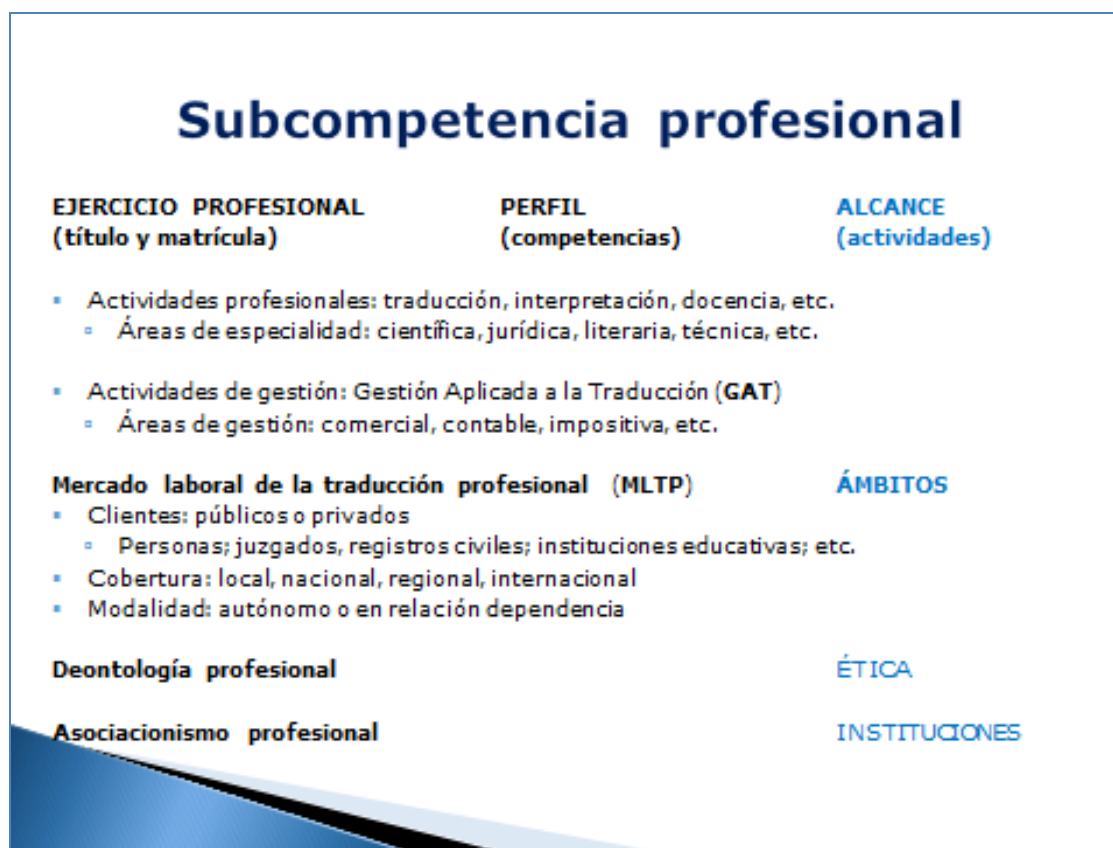 Subcompetencia profesional
EJERCICIO PROFESIONAL PERFIL ALCANCE
(título y matrícula) (competencias) (actividades)
▪ Actividades profesionales: traducción, interpretación, docencia, etc.
▫ Áreas de especialidad: científica, jurídica, literaria, técnica, etc.
▪ Actividades de gestión: Gestión Aplicada a la Traducción (GAT)
▫ Áreas de gestión: comercial, contable, impositiva, etc.
Mercado laboral de la traducción profesional (MLTP) ÁMBITOS
▪ Clientes: públicos o privados
▫ Personas; juzgados, registros civiles; instituciones educativas; etc.
▪ Cobertura: local, nacional, regional, internacional
▪ Modalidad: autónomo o en relación dependencia
Deontología profesional ÉTICA
Asociacionismo profesional INSTITUCIONES